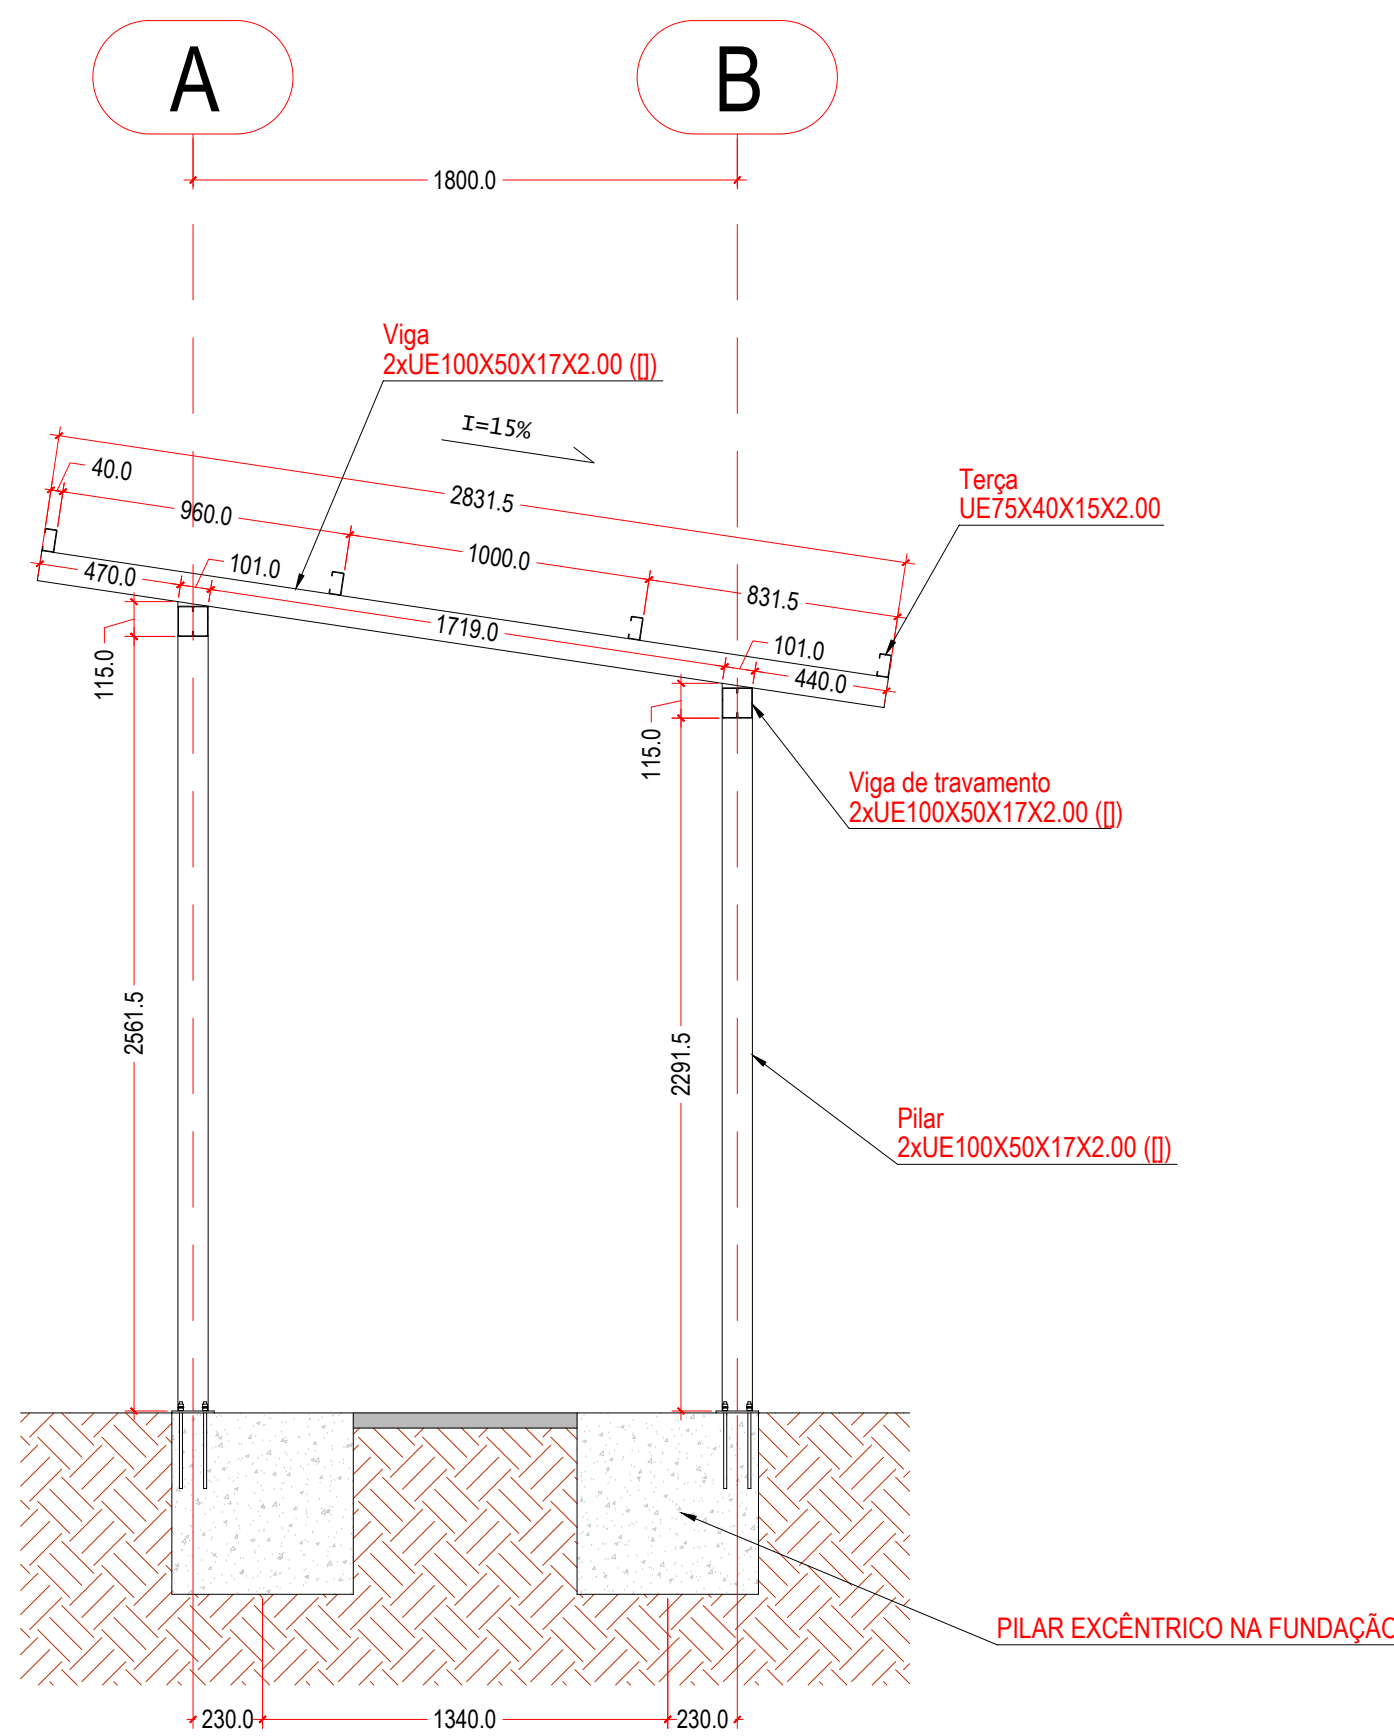 A
B
1800.0
Viga
2xUE100X50X17X2.00 ([])
I=15%
40.0
960.0
2831.5
1000.0
831.5
Terça
UE75X40X15X2.00
470.0
101.0
1719.0
101.0
440.0
115.0
115.0
Viga de travamento
2xUE100X50X17X2.00 ([])
2561.5
2291.5
Pilar
2xUE100X50X17X2.00 ([])
PILAR EXCÊNTRICO NA FUNDAÇÃO
230.0
1340.0
230.0